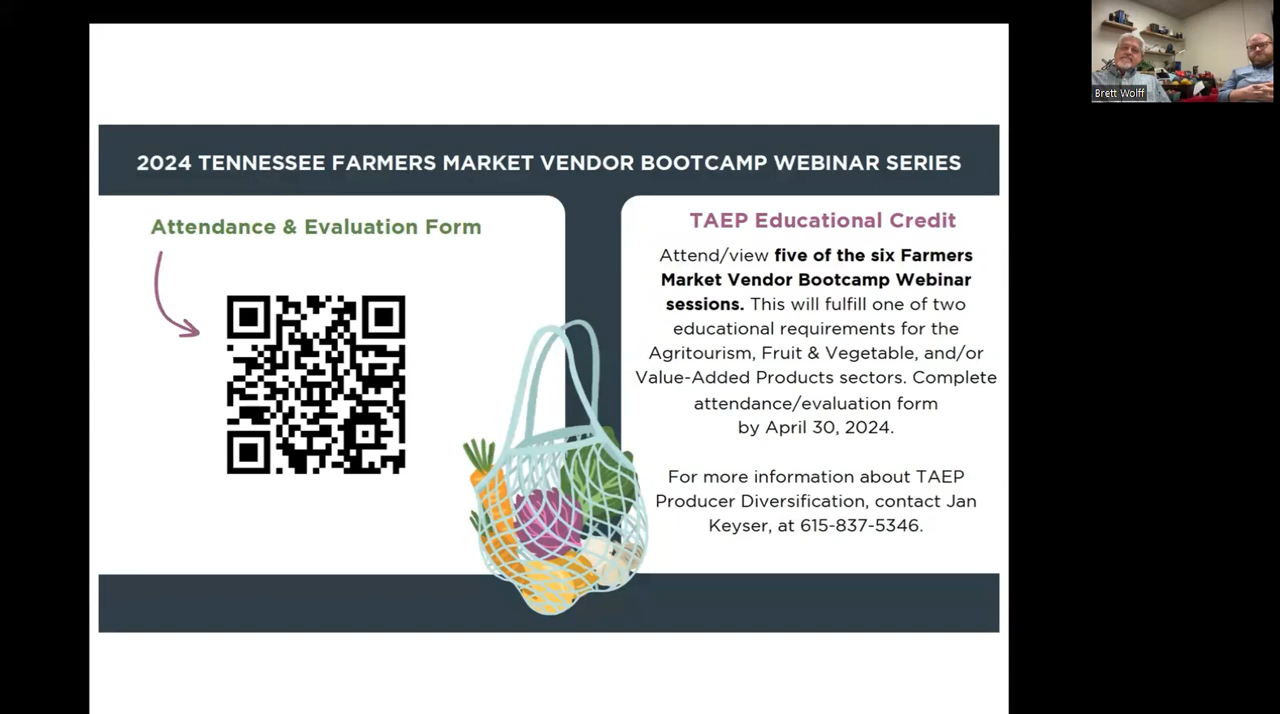 2024 TENNESSEE FARMERS MARKET VENDOR BOOTCAMP WEBINAR SERIES
Attendance & Evaluation Form
TAEP Educational Credit
Attend/view five of the six Farmers
Market Vendor Bootcamp Webinar
sessions. This will fulfill one of two
educational requirements for the
Agritourism, Fruit & Vegetable, and/or
Value-Added Products sectors. Complete
attendance/evaluation form
by April 30, 2024.
For more information about TAEP
Producer Diversification, contact Jan
Keyser, at 615-837-5346.
Brett Wolff